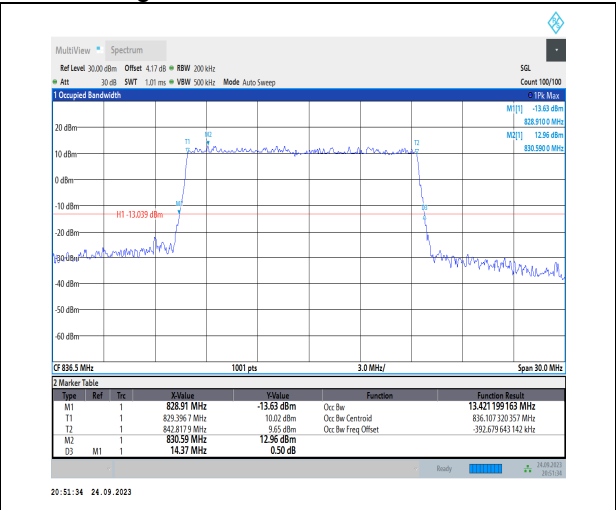 MultiView * Spectrum
Ref Level 30.00 dBm Offset 4.17 dB RBW 200 kHz SGL
Att 30 dB SWT 1.01 ms VBW 500 kHz Mode Auto Sweep Count 100/100
1 Occupied Bandwidth 1Pk Max
M1[1] -13.63 dBm
828.910 0 MHz
M2[1] 12.96 dBm
830.590 0 MHz
20 dBm
T1 M2 T2
10 dBm
0 dBm
-10 dBm
M1 D3
H1 -13.039 dBm
-20 dBm
-30 dBm
-40 dBm
-50 dBm
-60 dBm
CF 836.5 MHz 1001 pts 3.0 MHz/ Span 30.0 MHz
2 Marker Table
Type Ref Trc X-Value Y-Value Function Function Result
M1 1 828.91 MHz -13.63 dBm Occ Bw 13.421 199 163 MHz
T1 1 829.396 7 MHz 10.02 dBm Occ Bw Centroid 836.107 320 357 MHz
T2 1 842.817 9 MHz 9.65 dBm Occ Bw Freq Offset -392.679 643 142 kHz
M2 1 830.59 MHz 12.96 dBm
D3 M1 1 14.37 MHz 0.50 dB
Ready 24.09.2023
20:51:34
20:51:34 24.09.2023